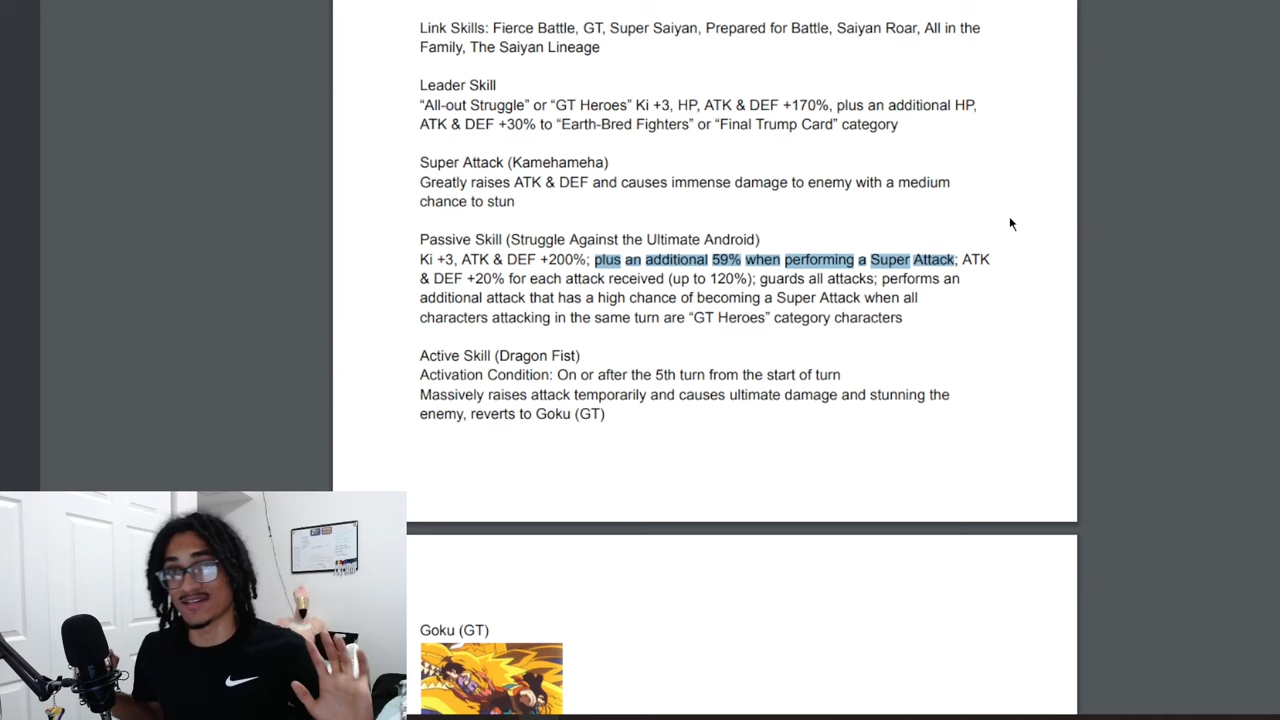 Link Skills: Fierce Battle, GT, Super Saiyan, Prepared for Battle, Saiyan Roar, All in the
Family, The Saiyan Lineage
Leader Skill
“All-out Struggle” or “GT Heroes” Ki +3, HP, ATK & DEF +170%, plus an additional HP,
ATK & DEF +30% to “Earth-Bred Fighters” or “Final Trump Card” category
Super Attack (Kamehameha)
Greatly raises ATK & DEF and causes immense damage to enemy with a medium
chance to stun
Passive Skill (Struggle Against the Ultimate Android)
Ki +3, ATK & DEF +200%; plus an additional 59% when performing a Super Attack; ATK
& DEF +20% for each attack received (up to 120%); guards all attacks; performs an
additional attack that has a high chance of becoming a Super Attack when all
characters attacking in the same turn are “GT Heroes” category characters
Active Skill (Dragon Fist)
Activation Condition: On or after the 5th turn from the start of turn
Massively raises attack temporarily and causes ultimate damage and stunning the
enemy, reverts to Goku (GT)
Goku (GT)